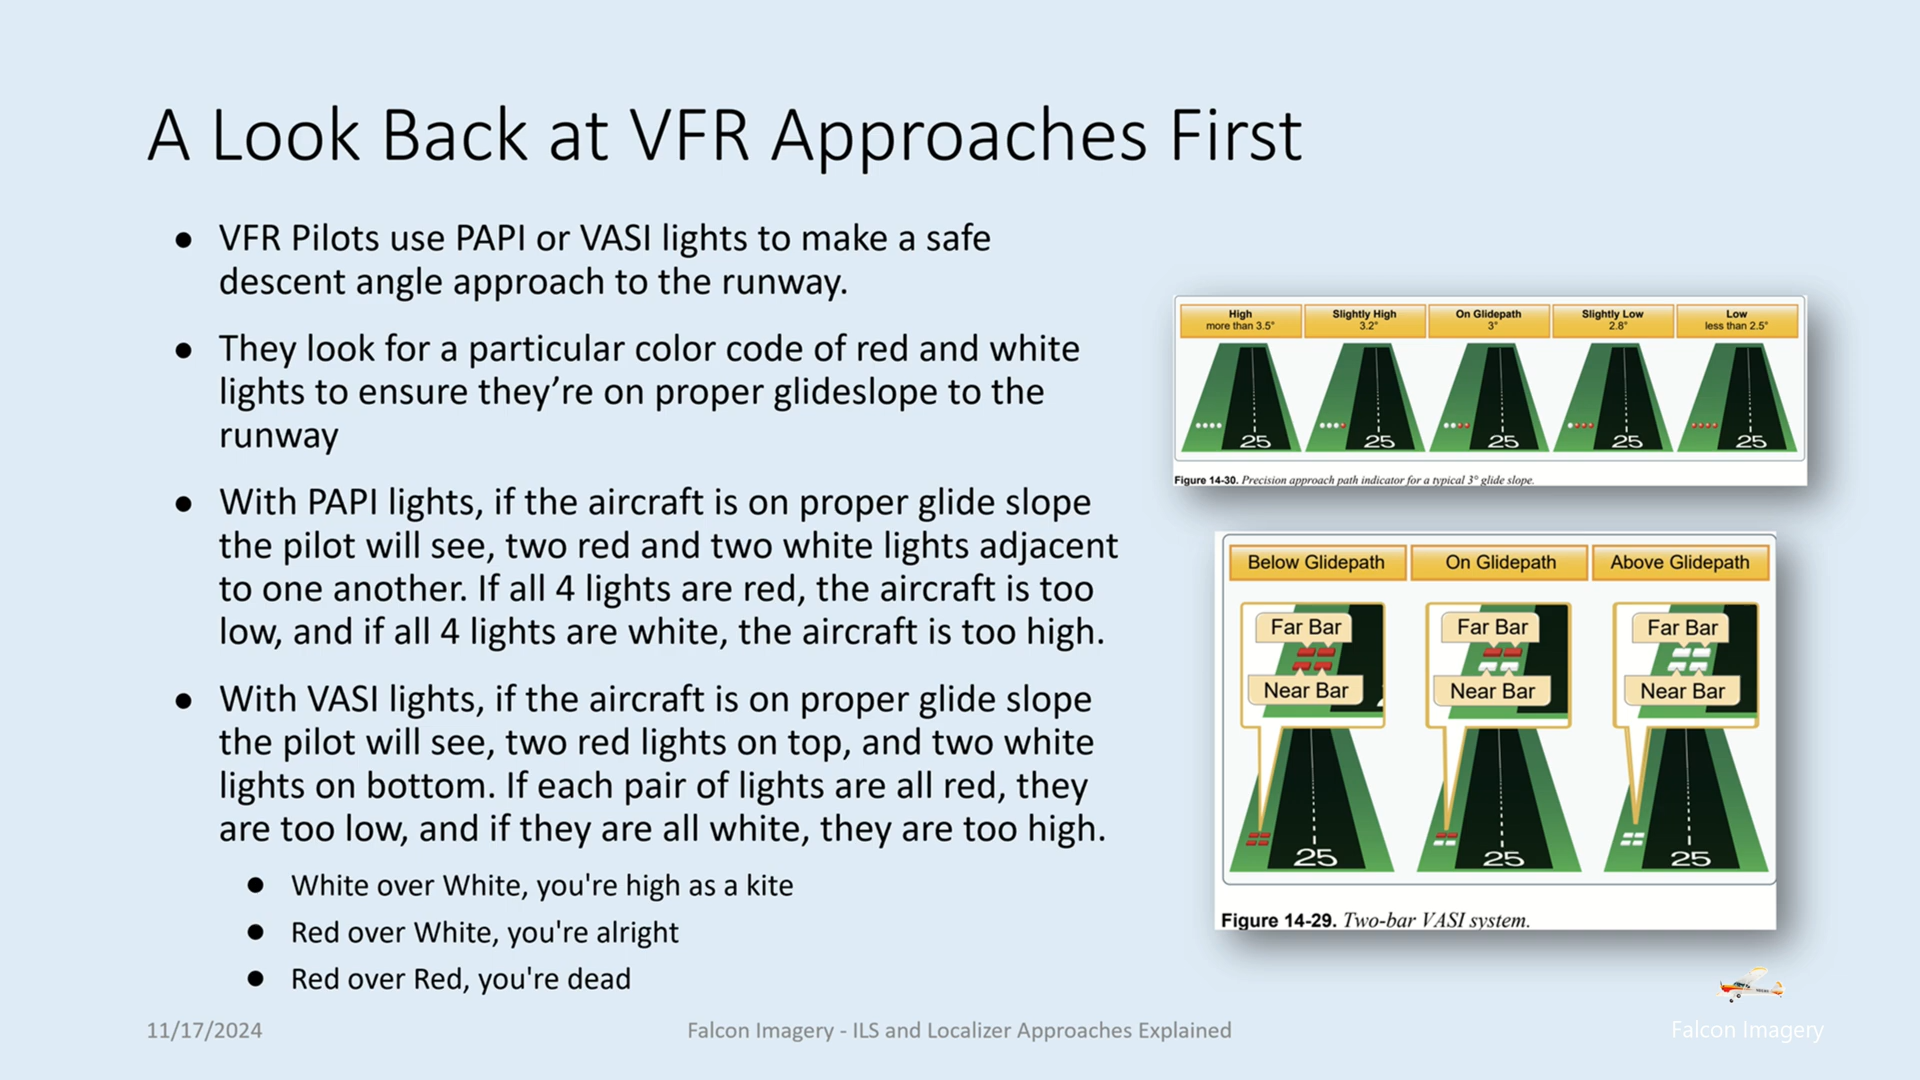 A Look Back at VFR Approaches First
● VFR Pilots use PAPI or VASI lights to make a safe
descent angle approach to the runway.
● They look for a particular color code of red and white
lights to ensure they’re on proper glideslope to the
runway
● With PAPI lights, if the aircraft is on proper glide slope
the pilot will see, two red and two white lights adjacent
to one another. If all 4 lights are red, the aircraft is too
low, and if all 4 lights are white, the aircraft is too high.
● With VASI lights, if the aircraft is on proper glide slope
the pilot will see, two red lights on top, and two white
lights on bottom. If each pair of lights are all red, they
are too low, and if they are all white, they are too high.
● White over White, you're high as a kite
● Red over White, you're alright
● Red over Red, you're dead
High Slightly High On Glidepath Slightly Low Low
more than 3.5° 3.2° 3° 2.8° less than 2.5°
25 25 25 25 25
Figure 14-30. Precision approach path indicator for a typical 3° glide slope.
Below Glidepath On Glidepath Above Glidepath
Far Bar Far Bar Far Bar
Near Bar Near Bar Near Bar
25 25 25
Figure 14-29. Two-bar VASI system.
11/17/2024
Falcon Imagery - ILS and Localizer Approaches Explained
Falcon Imagery